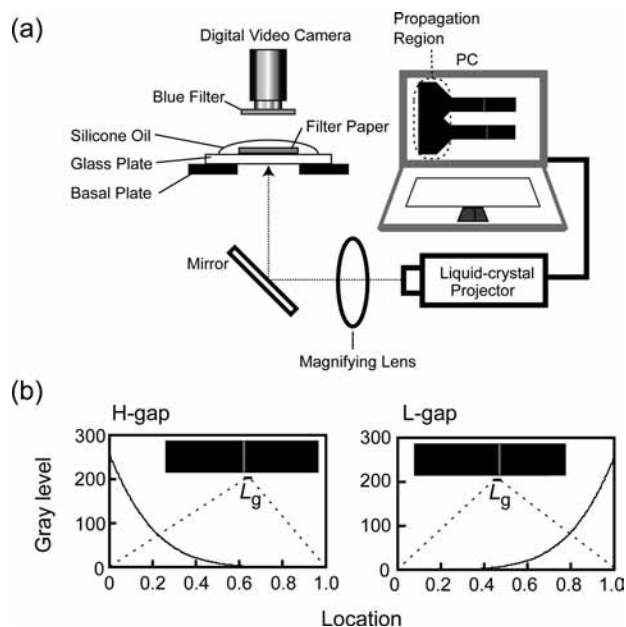 (a)
Digital Video Camera
Propagation
Region
PC
Blue Filter
Silicone Oil
Filter Paper
Glass Plate
Basal Plate
Mirror
Liquid-crystal
Projector
Magnifying Lens
(b)
H-gap
L-gap
300
200
100
0
Gray level
Lg
0 0.2 0.4 0.6 0.8 1.0
300
200
100
0
Lg
0 0.2 0.4 0.6 0.8 1.0
Location